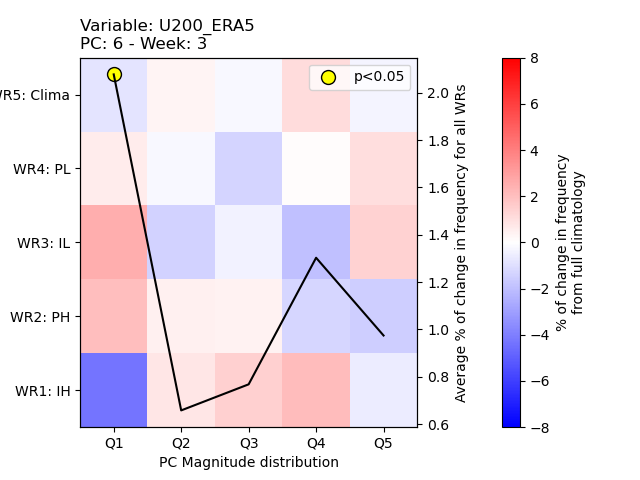 Variable: U200_ERA5
PC: 6 - Week: 3
p<0.05
WR5: Clima
WR4: PL
WR3: IL
WR2: PH
WR1: IH
Q1 Q2 Q3 Q4 Q5
PC Magnitude distribution
2.0
1.8
1.6
1.4
1.2
1.0
0.8
0.6
Average % of change in frequency for all WRs
8
6
4
2
0
−2
−4
−6
−8
% of change in frequency
from full climatology